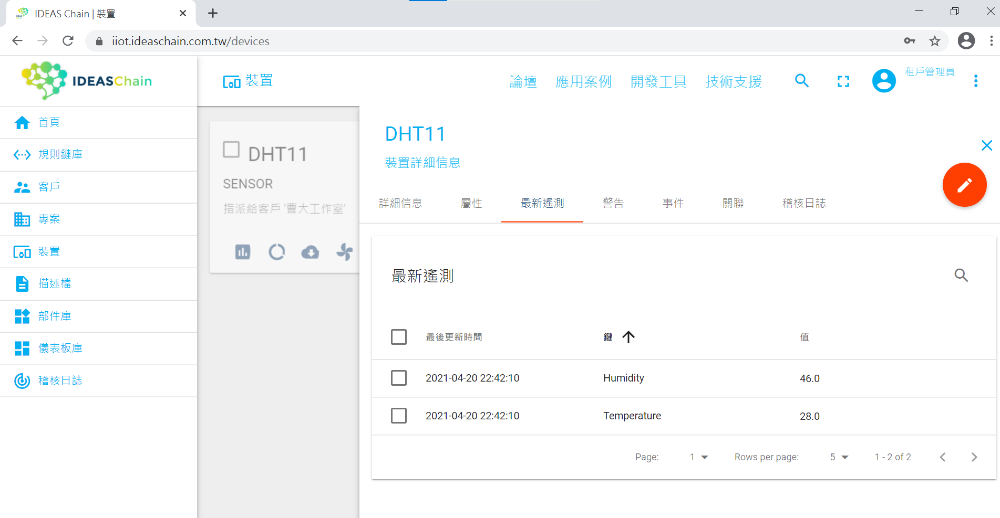 IDEAS Chain | 裝置
iiot.ideaschain.com.tw/devices
IDEASChain
裝置
論壇
應用案例
開發工具
技術支援
租戶管理員
首頁
規則鏈庫
客戶
專案
裝置
描述檔
部件庫
儀表板庫
稽核日誌
DHT11
SENSOR
指派給客戶 '曹大工作室'
DHT11
裝置詳細信息
詳細信息
屬性
最新遙測
警告
事件
關聯
稽核日誌
最新遙測
最後更新時間 鍵 值
2021-04-20 22:42:10 Humidity 46.0
2021-04-20 22:42:10 Temperature 28.0
Page: 1 Rows per page: 5 1 - 2 of 2